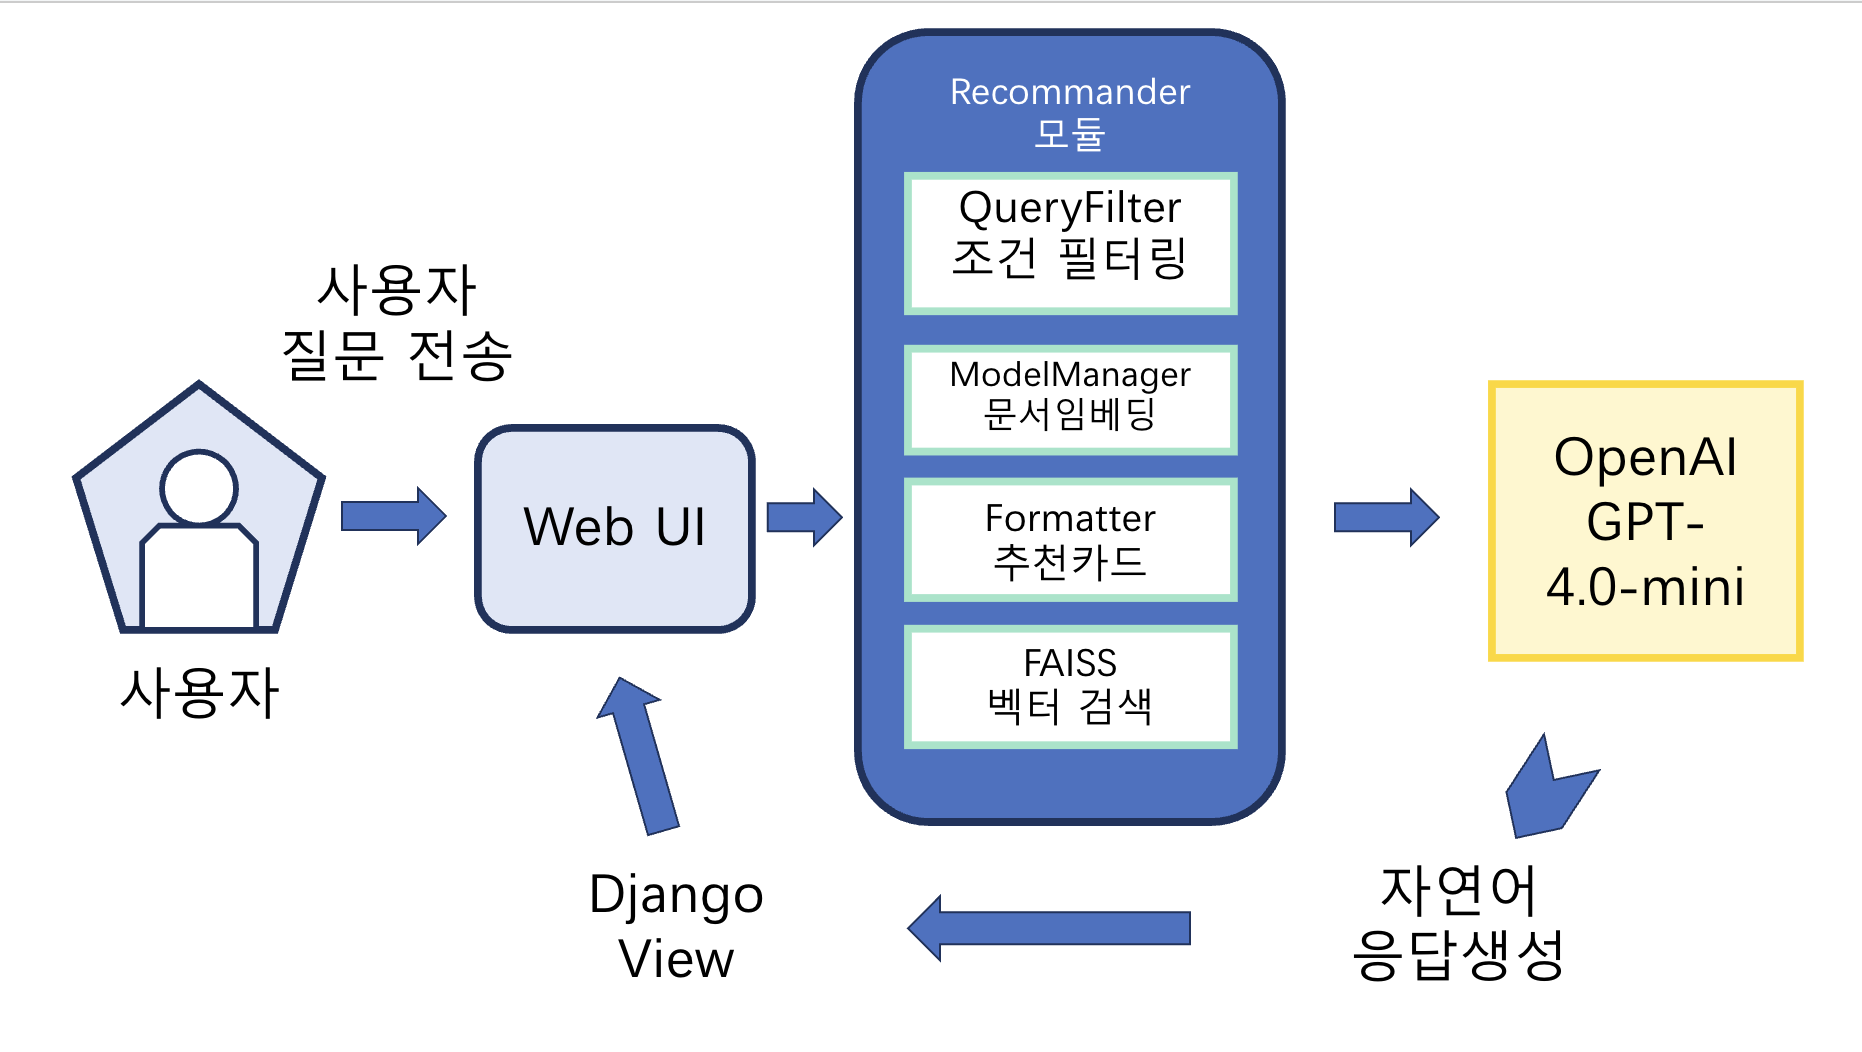 사용자
질문 전송
사용자
Web UI
Recommander
모듈
QueryFilter
조건 필터링
ModelManager
문서임베딩
Formatter
추천카드
FAISS
벡터 검색
OpenAI
GPT-
4.0-mini
자연어
응답생성
Django
View